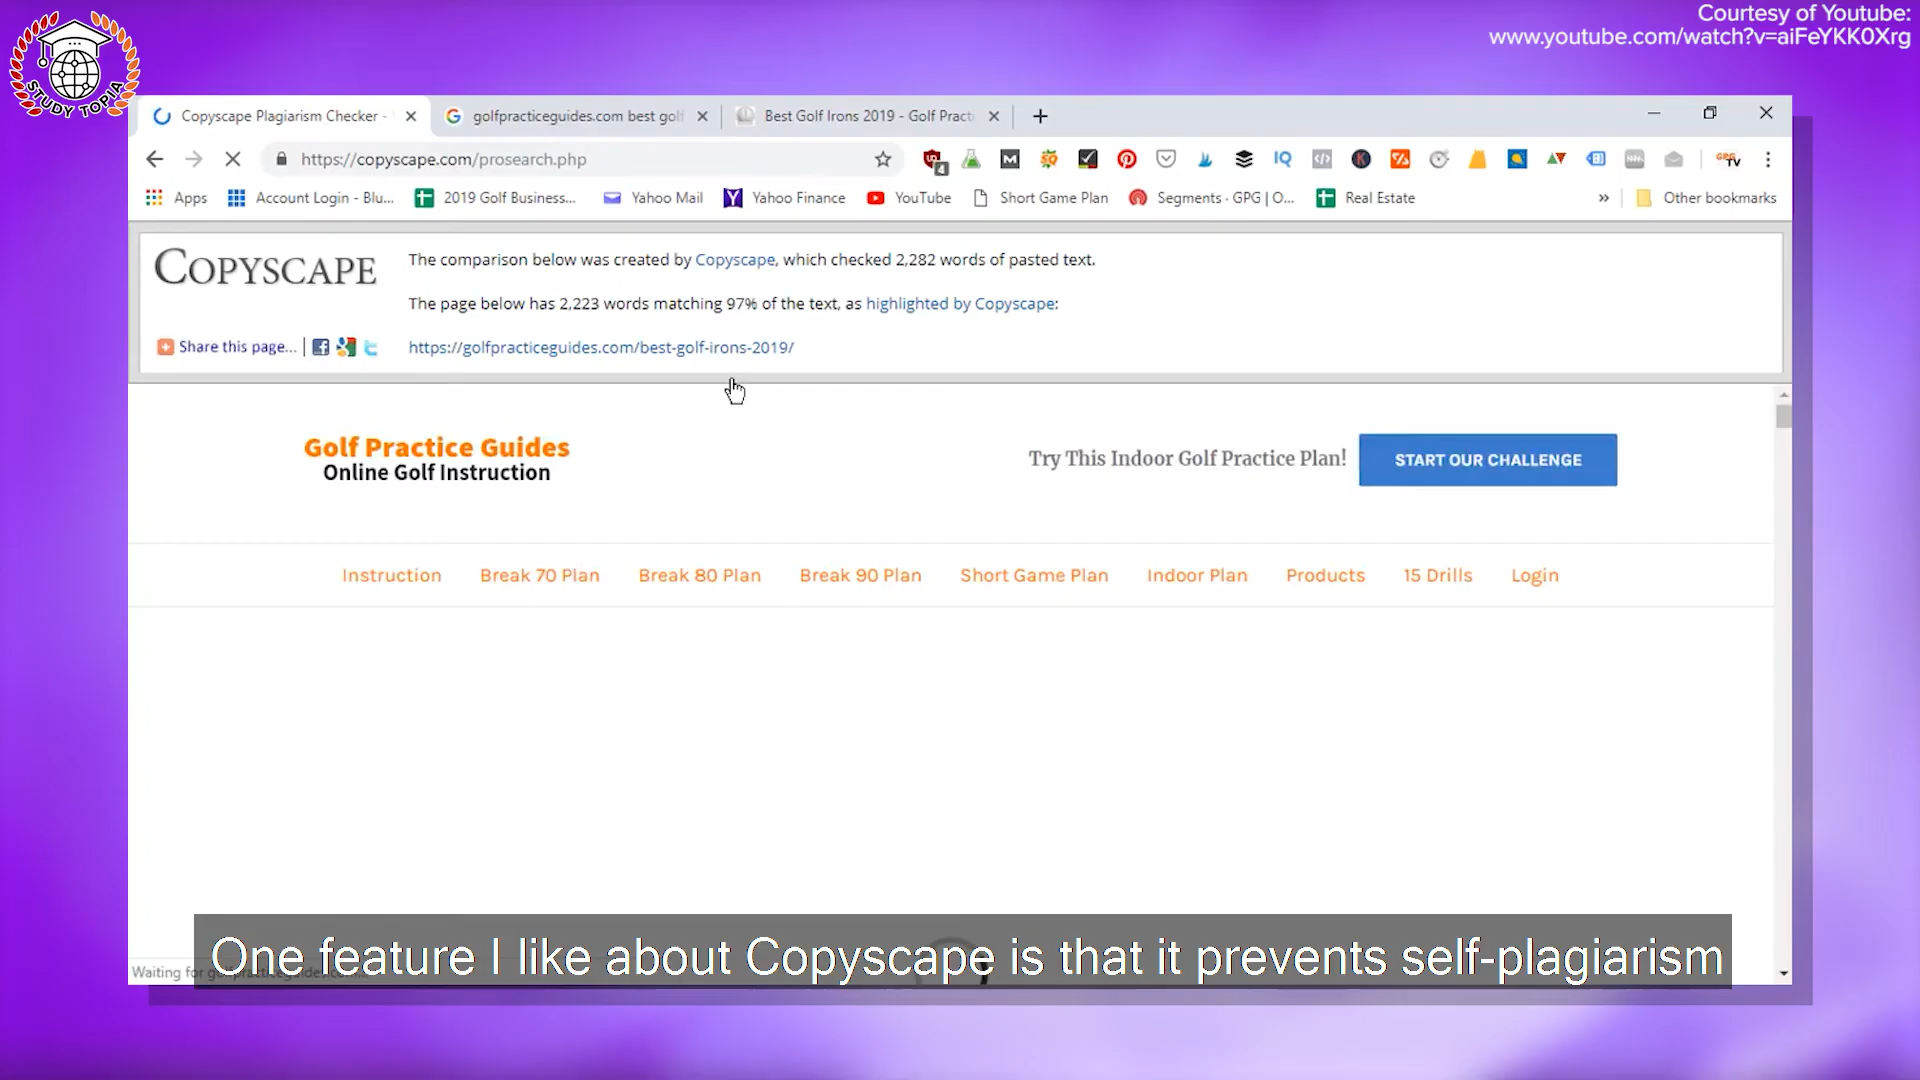 STUDY TOPIA
Courtesy of Youtube:
www.youtube.com/watch?v=aiFeYKK0Xrg
Copyscape Plagiarism Checker -
golfpracticeguides.com best golf
Best Golf Irons 2019 - Golf Pract
https://copyscape.com/prosearch.php
Apps
Account Login - Blu...
2019 Golf Business...
Yahoo Mail
Yahoo Finance
YouTube
Short Game Plan
Segments · GPG | O...
Real Estate
»
Other bookmarks
COPYSCAPE
The comparison below was created by Copyscape, which checked 2,282 words of pasted text.
The page below has 2,223 words matching 97% of the text, as highlighted by Copyscape:
Share this page...
https://golfpracticeguides.com/best-golf-irons-2019/
Golf Practice Guides
Online Golf Instruction
Try This Indoor Golf Practice Plan!
START OUR CHALLENGE
Instruction
Break 70 Plan
Break 80 Plan
Break 90 Plan
Short Game Plan
Indoor Plan
Products
15 Drills
Login
One feature I like about Copyscape is that it prevents self-plagiarism
Waiting for golfpracticeguides.com...